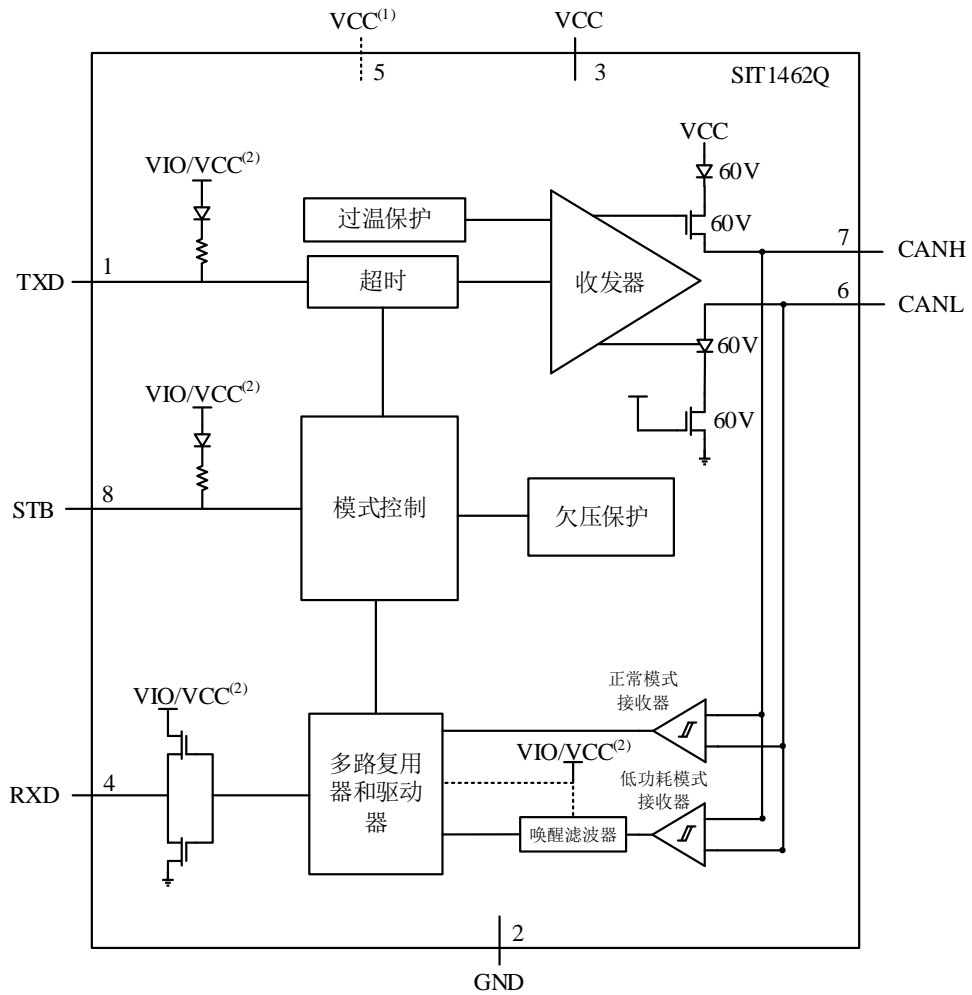 VCC(1)
VCC
5
3
SIT1462Q
VCC
60V
VIO/VCC(2)
过温保护
60V
7
CANH
1
TXD
超时
收发器
6
CANL
60V
VIO/VCC(2)
60V
8
STB
模式控制
欠压保护
正常模式
接收器
VIO/VCC(2)
VIO/VCC(2)
多路复用
器和驱动
器
4
RXD
低功耗模式
接收器
唤醒滤波器
2
GND